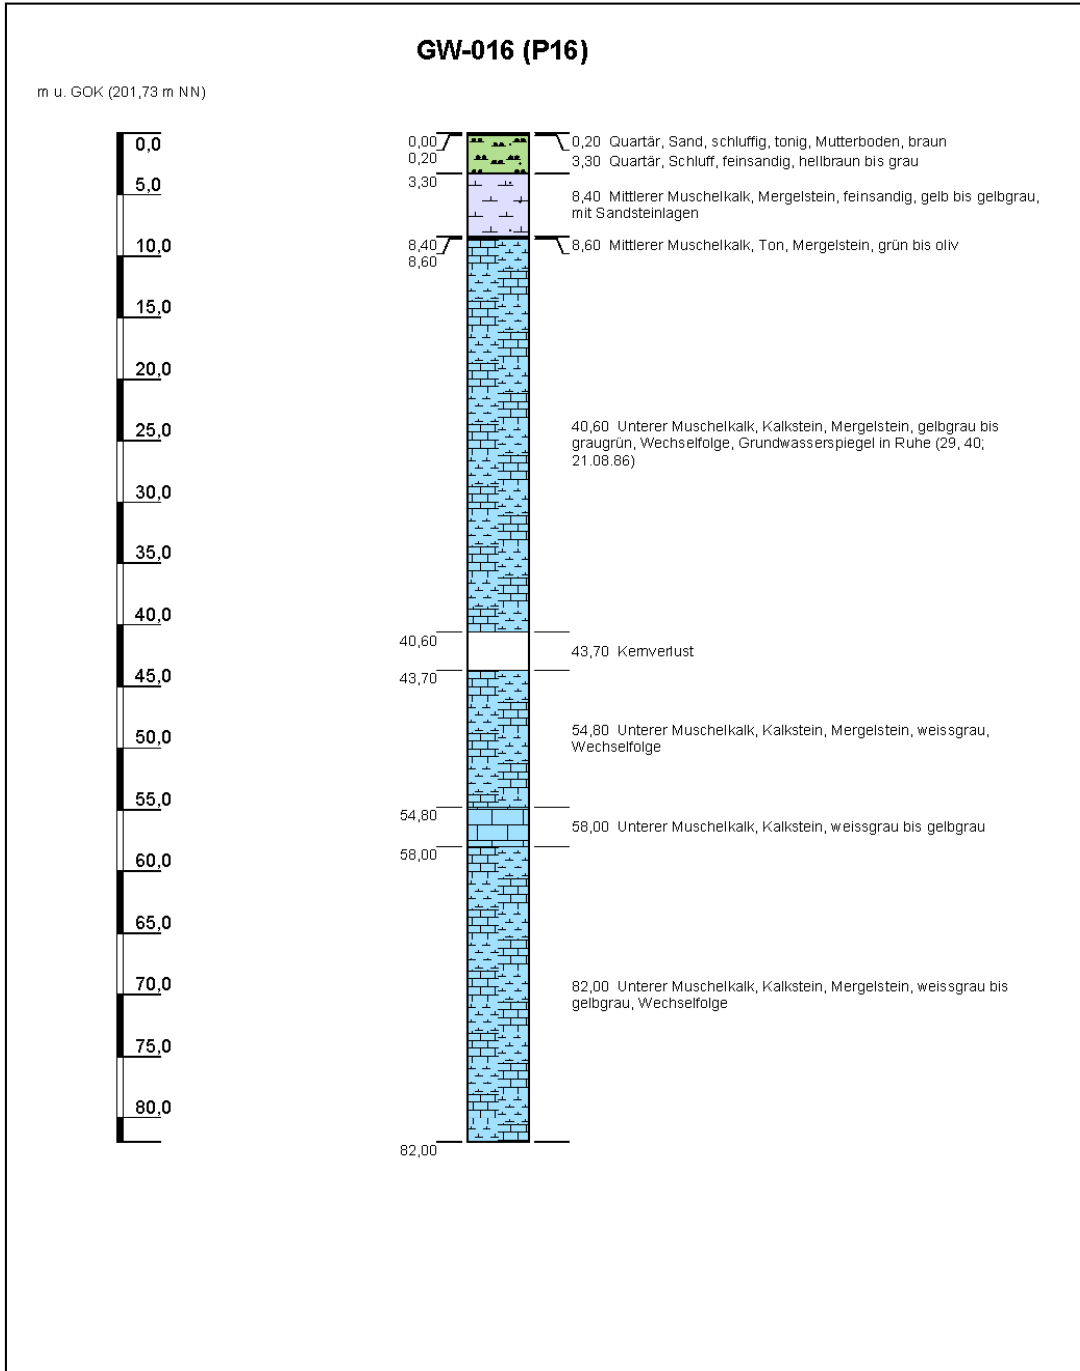 GW-016 (P16)
m u. GOK (201,73 m NN)
0,0
5,0
10,0
15,0
20,0
25,0
30,0
35,0
40,0
45,0
50,0
55,0
60,0
65,0
70,0
75,0
80,0
0,00
0,20
3,30
8,40
8,60
40,60
43,70
54,80
58,00
82,00
0,20 Quartär, Sand, schluffig, tonig, Mutterboden, braun
3,30 Quartär, Schluff, feinsandig, hellbraun bis grau
8,40 Mittlerer Muschelkalk, Mergelstein, feinsandig, gelb bis gelbgrau,
mit Sandsteinlagen
8,60 Mittlerer Muschelkalk, Ton, Mergelstein, grün bis oliv
40,60 Unterer Muschelkalk, Kalkstein, Mergelstein, gelbgrau bis
graugrün, Wechselfolge, Grundwasserspiegel in Ruhe (29, 40;
21.08.86)
43,70 Kernverlust
54,80 Unterer Muschelkalk, Kalkstein, Mergelstein, weissgrau,
Wechselfolge
58,00 Unterer Muschelkalk, Kalkstein, weissgrau bis gelbgrau
82,00 Unterer Muschelkalk, Kalkstein, Mergelstein, weissgrau bis
gelbgrau, Wechselfolge